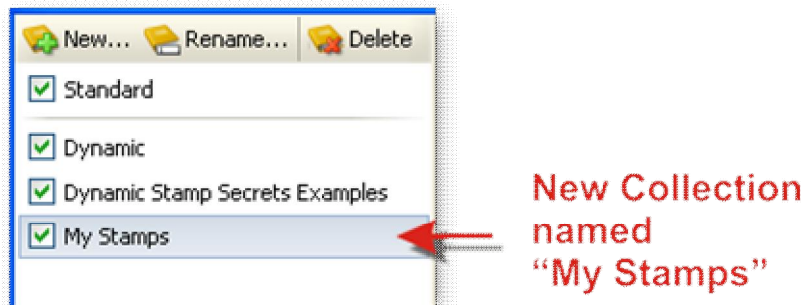 New... Rename... Delete
Standard
Dynamic
Dynamic Stamp Secrets Examples
My Stamps
New Collection
named
“My Stamps”